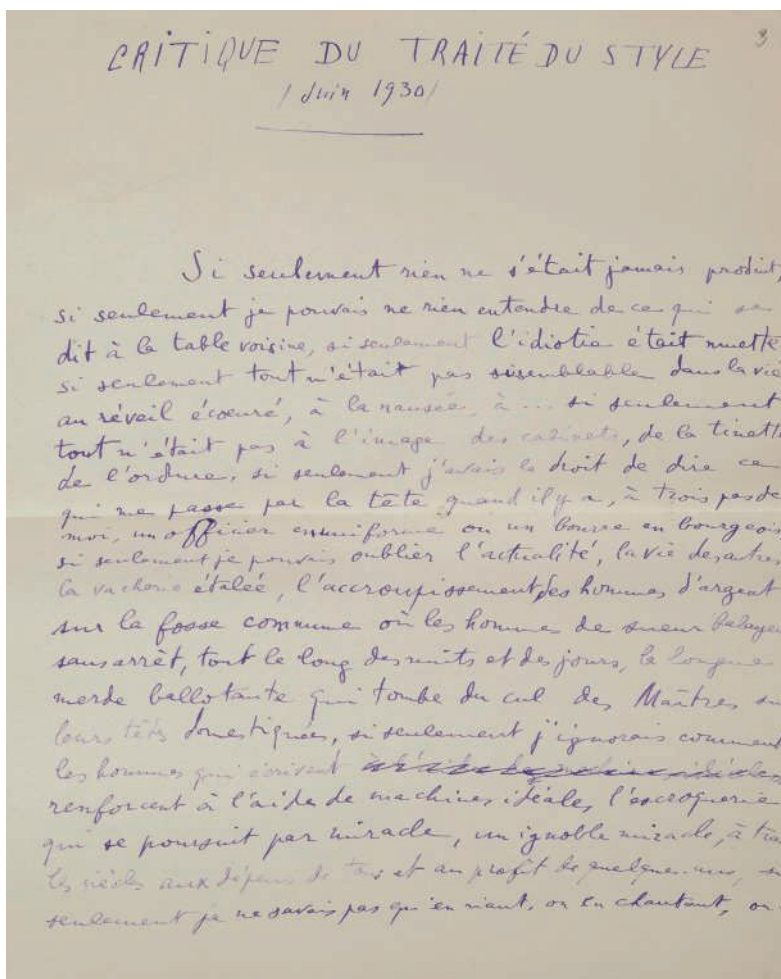 3
CRITIQUE DU TRAITÉ DU STYLE
/ Juin 1930 /
Si seulement rien ne s'était jamais produit,
si seulement je pouvais ne rien entendre de ce qui se
dit à la table voisine, si seulement l'idiotie était muette
si seulement tout n'était pas semblable dans la vie
au réveil écœuré, à la nausée, à ... si seulement
tout n'était pas à l'image des cabinets, de la tinette
de l'ordure, si seulement j'avais le droit de dire ce
qui me passe par la tête quand il y a, à trois pas de
moi, un officier en uniforme ou un bourre en bourgeois
si seulement je pouvais oublier l'actualité, la vie des autres
la vacherie étalée, l'accroupissement des hommes d'argent
sur la fosse commune où les hommes de sueur balayent
sans arrêt, tout le long des nuits et des jours, la longue
merde ballotante qui tombe du cul des Maîtres su
leurs têtes domestiquées, si seulement j'ignorais comment
les hommes qui écrivent
renforcent à l'aide de machines idéales, l'escroquerie
qui se poursuit par miracle, un ignoble miracle, à tra
les siècles aux dépens de tous et au profit de quelques-uns, si
seulement je ne savais pas qu'en riant, ou en chantant, ou